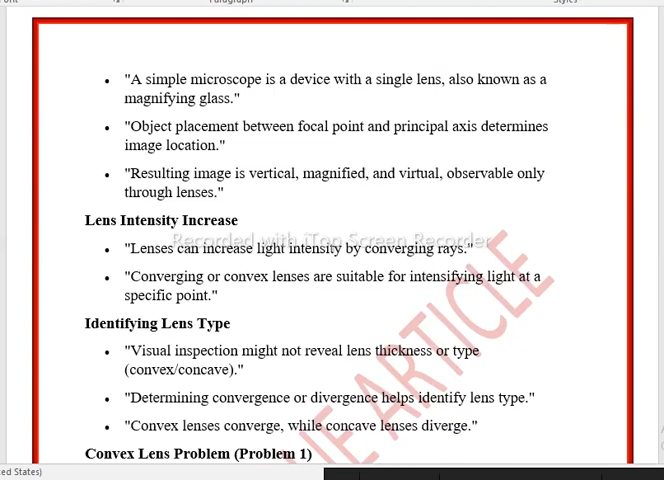 Paragraph
Styles
• "A simple microscope is a device with a single lens, also known as a
magnifying glass."
• "Object placement between focal point and principal axis determines
image location."
• "Resulting image is vertical, magnified, and virtual, observable only
through lenses."
Lens Intensity Increase
Recorded with iTop Screen Recorder
• "Lenses can increase light intensity by converging rays."
• "Converging or convex lenses are suitable for intensifying light at a
specific point."
Identifying Lens Type
• "Visual inspection might not reveal lens thickness or type
(convex/concave)."
• "Determining convergence or divergence helps identify lens type."
• "Convex lenses converge, while concave lenses diverge."
Convex Lens Problem (Problem 1)
UE ARTICLE
States)